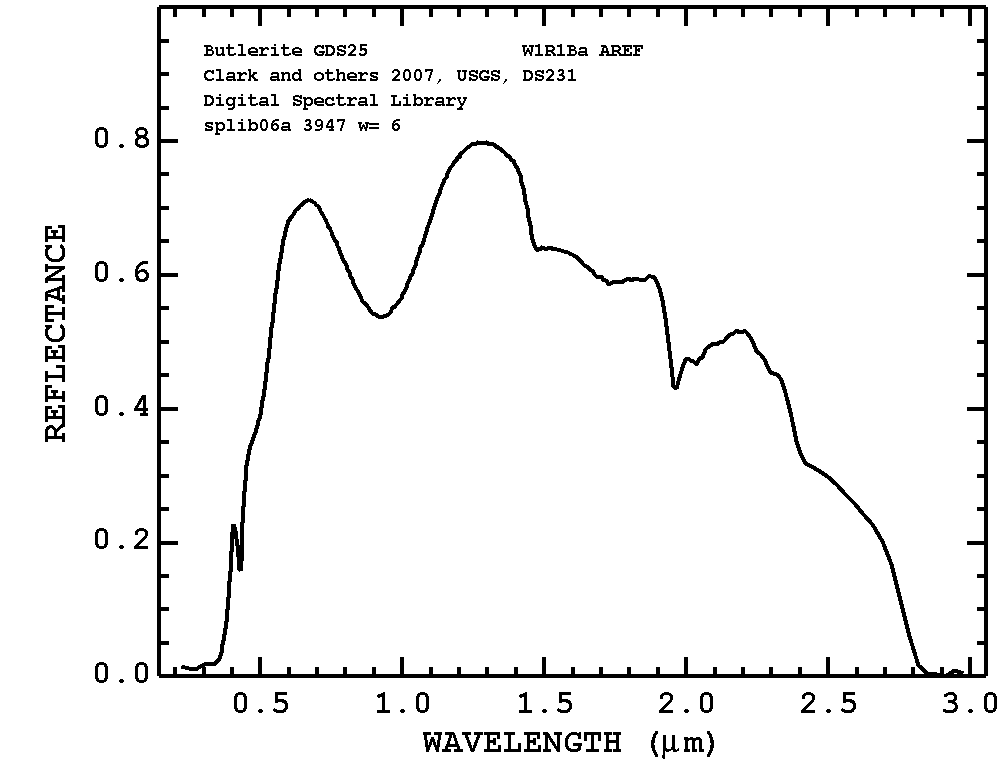 Butlerite GDS25 W1R1Ba AREF
Clark and others 2007, USGS, DS231
Digital Spectral Library
splib06a 3947 w= 6
0.8
0.6
0.4
0.2
0.0
REFLECTANCE
0.5 1.0 1.5 2.0 2.5 3.0
WAVELENGTH (μm)